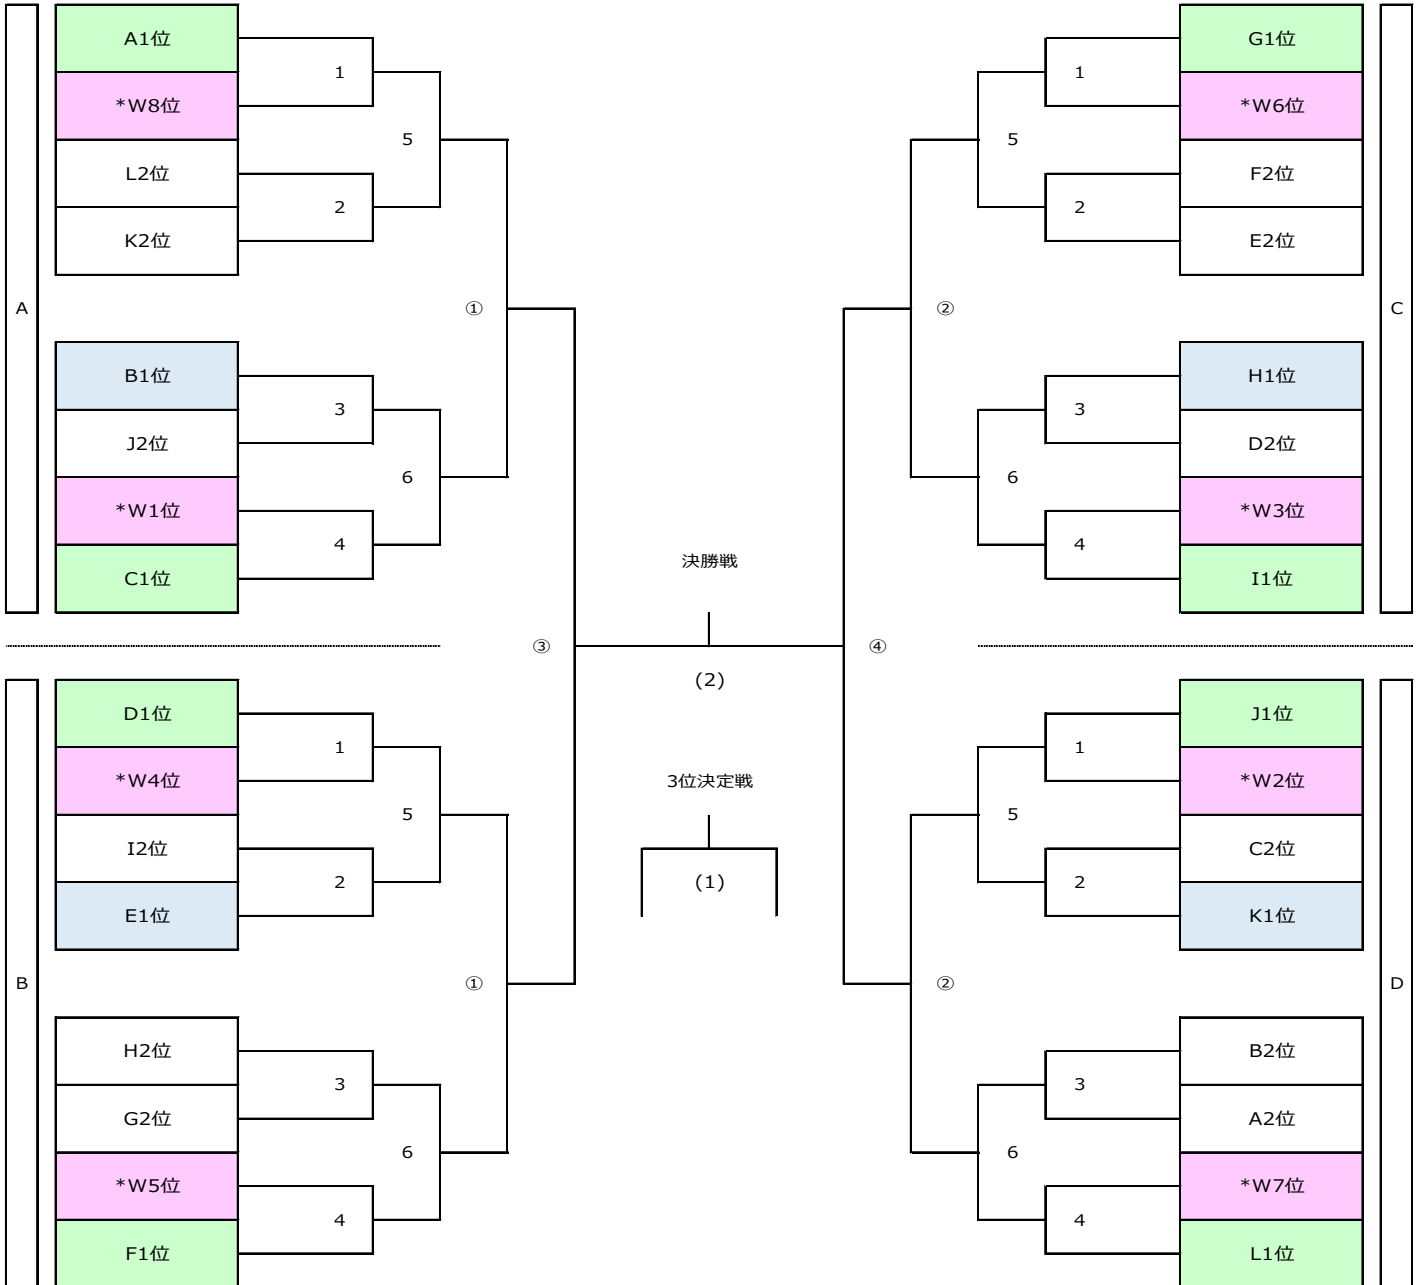 A1位
1
*W8位
5
L2位
2
K2位
A
①
B1位
3
J2位
6
*W1位
4
C1位
③
D1位
1
*W4位
5
I2位
2
E1位
B
①
H2位
3
G2位
6
*W5位
4
F1位
決勝戦
(2)
3位決定戦
(1)
G1位
1
*W6位
5
F2位
2
E2位
②
C
H1位
3
D2位
6
*W3位
4
I1位
④
J1位
1
*W2位
5
C2位
2
K1位
②
D
B2位
3
A2位
6
*W7位
4
L1位